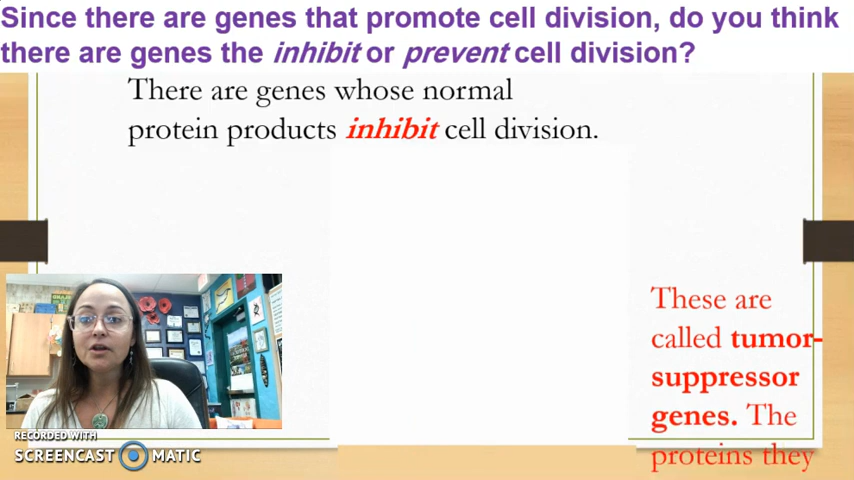 Since there are genes that promote cell division, do you think
there are genes the inhibit or prevent cell division?
There are genes whose normal
protein products inhibit cell division.
These are
called tumor-
suppressor
genes. The
proteins they
RECORDED WITH
SCREENCAST MATIC